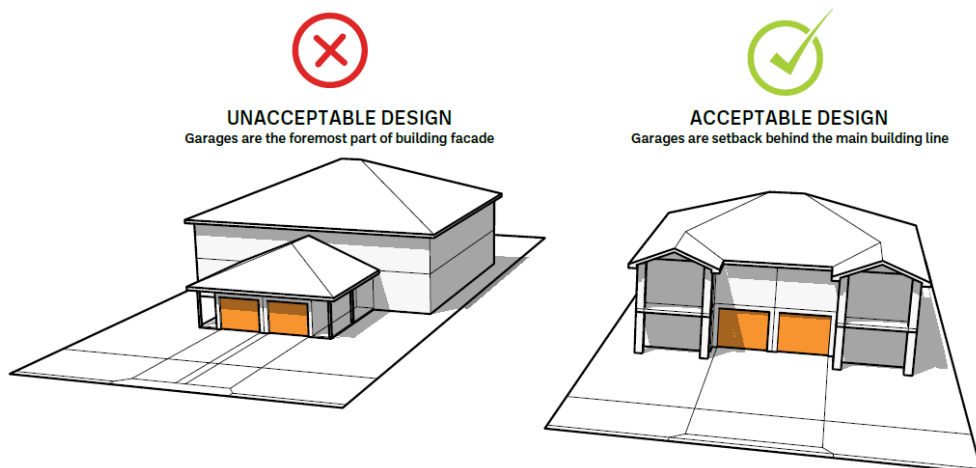 UNACCEPTABLE DESIGN
Garages are the foremost part of building facade
ACCEPTABLE DESIGN
Garages are setback behind the main building line